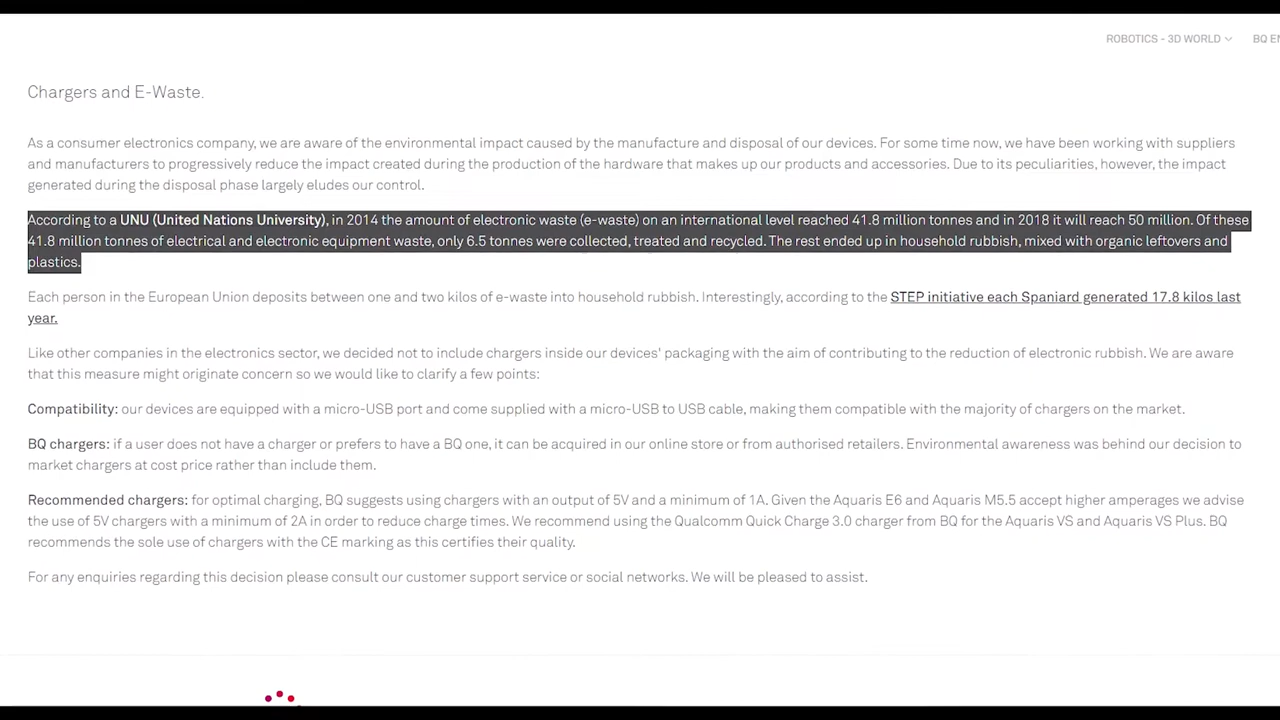 ROBOTICS - 3D WORLD
BQ EN
Chargers and E-Waste.
As a consumer electronics company, we are aware of the environmental impact caused by the manufacture and disposal of our devices. For some time now, we have been working with suppliers
and manufacturers to progressively reduce the impact created during the production of the hardware that makes up our products and accessories. Due to its peculiarities, however, the impact
generated during the disposal phase largely eludes our control.
According to a UNU (United Nations University), in 2014 the amount of electronic waste (e-waste) on an international level reached 41.8 million tonnes and in 2018 it will reach 50 million. Of these
41.8 million tonnes of electrical and electronic equipment waste, only 6.5 tonnes were collected, treated and recycled. The rest ended up in household rubbish, mixed with organic leftovers and
plastics.
Each person in the European Union deposits between one and two kilos of e-waste into household rubbish. Interestingly, according to the STEP initiative each Spaniard generated 17.8 kilos last
year.
Like other companies in the electronics sector, we decided not to include chargers inside our devices' packaging with the aim of contributing to the reduction of electronic rubbish. We are aware
that this measure might originate concern so we would like to clarify a few points:
Compatibility: our devices are equipped with a micro-USB port and come supplied with a micro-USB to USB cable, making them compatible with the majority of chargers on the market.
BQ chargers: if a user does not have a charger or prefers to have a BQ one, it can be acquired in our online store or from authorised retailers. Environmental awareness was behind our decision to
market chargers at cost price rather than include them.
Recommended chargers: for optimal charging, BQ suggests using chargers with an output of 5V and a minimum of 1A. Given the Aquaris E6 and Aquaris M5.5 accept higher amperages we advise
the use of 5V chargers with a minimum of 2A in order to reduce charge times. We recommend using the Qualcomm Quick Charge 3.0 charger from BQ for the Aquaris VS and Aquaris VS Plus. BQ
recommends the sole use of chargers with the CE marking as this certifies their quality.
For any enquiries regarding this decision please consult our customer support service or social networks. We will be pleased to assist.